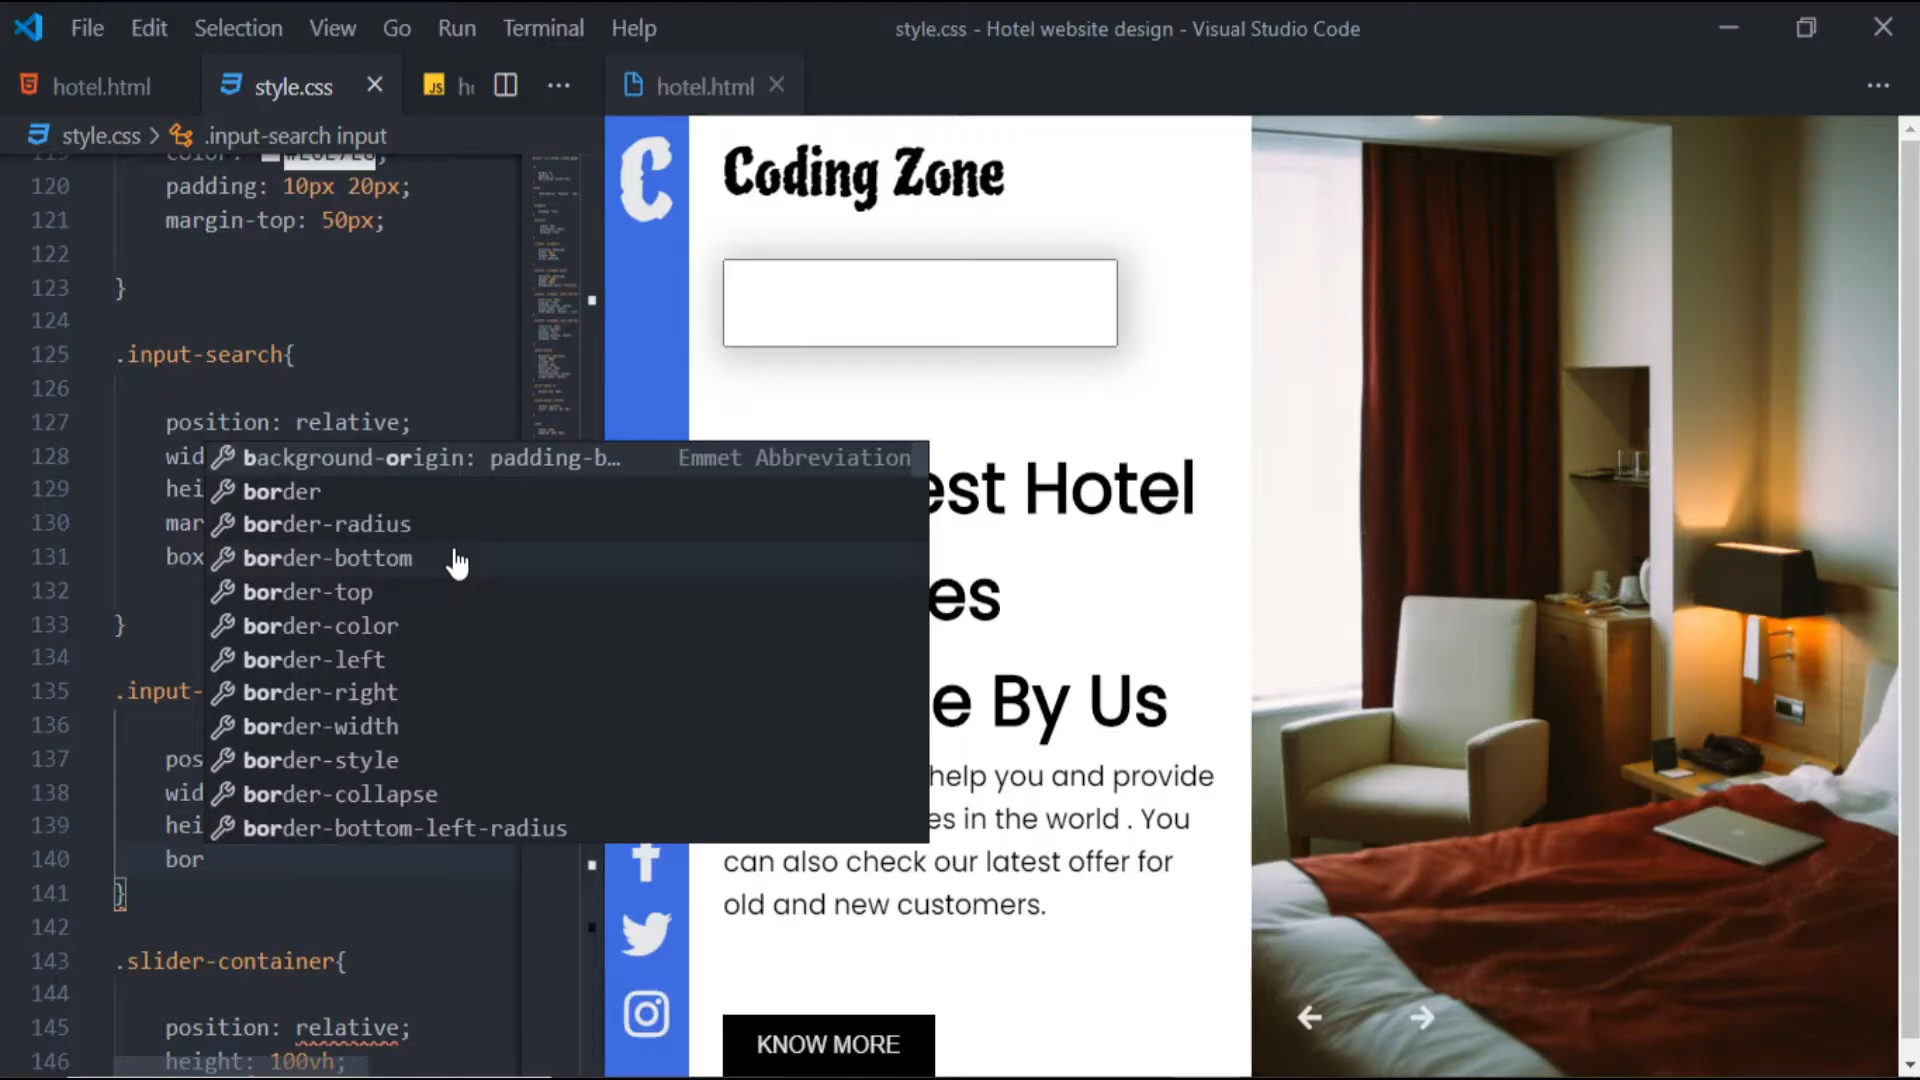 File Edit Selection View Go Run Terminal Help
style.css - Hotel website design - Visual Studio Code
hotel.html
style.css
JS
hotel.html
style.css > .input-search input
120 padding: 10px 20px;
121 margin-top: 50px;
122
123 }
124
125 .input-search{
126
127 position: relative;
128 wid
129 hei
130 mar
131 box
132
133 }
134
135 .input-
136
137 pos
138 wid
139 hei
140 bor
141 }
142
143 .slider-container{
144
145 position: relative;
146 height: 100vh;
background-origin: padding-b… Emmet Abbreviation
border
border-radius
border-bottom
border-top
border-color
border-left
border-right
border-width
border-style
border-collapse
border-bottom-left-radius
C
Coding Zone
est Hotel
es
e By Us
help you and provide
es in the world . You
can also check our latest offer for
old and new customers.
KNOW MORE